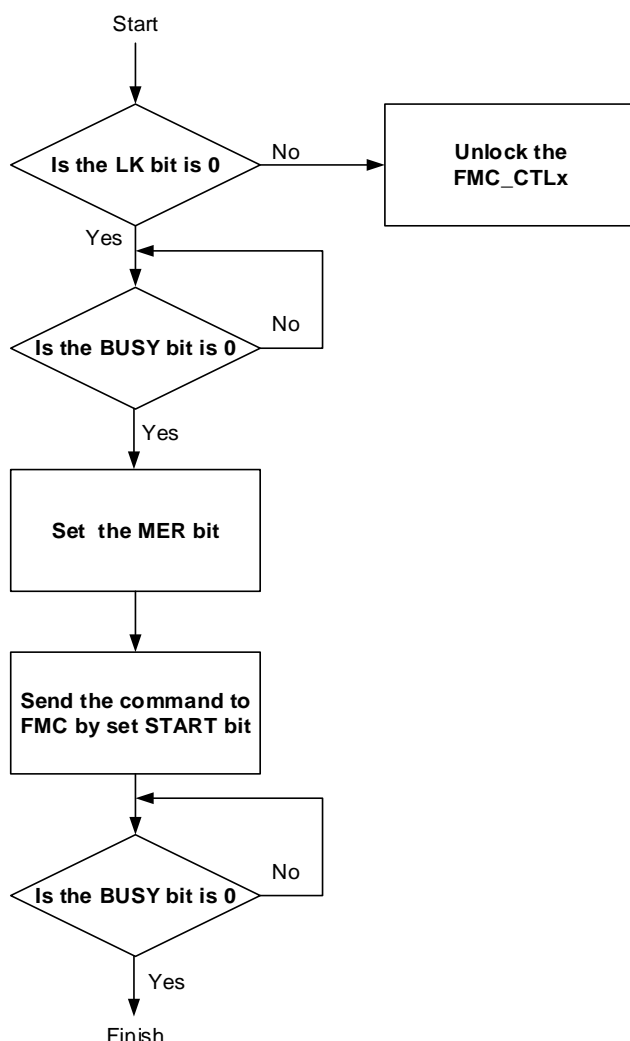 Start
Is the LK bit is 0
No
Unlock the
FMC_CTLx
Yes
No
Is the BUSY bit is 0
Yes
Set the MER bit
Send the command to
FMC by set START bit
No
Is the BUSY bit is 0
Yes
Finish